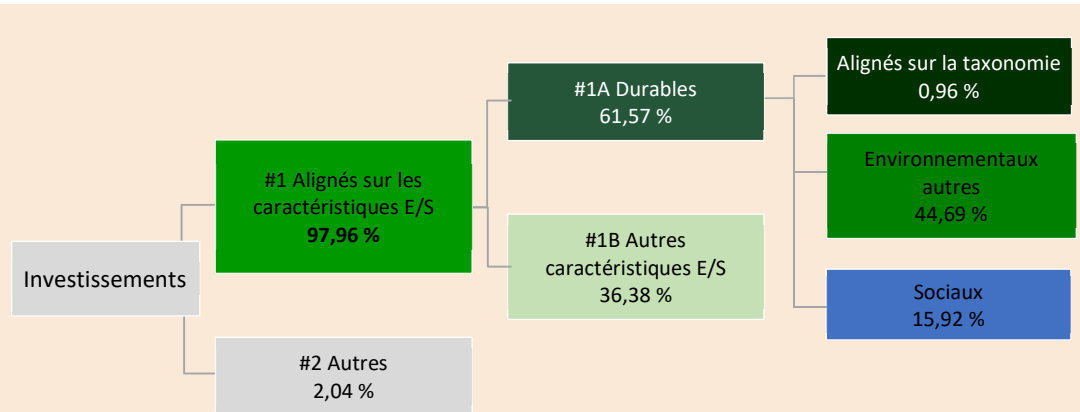 Investissements
#1 Alignés sur les
caractéristiques E/S
97,96 %
#2 Autres
2,04 %
#1A Durables
61,57 %
#1B Autres
caractéristiques E/S
36,38 %
Alignés sur la taxonomie
0,96 %
Environnementaux
autres
44,69 %
Sociaux
15,92 %